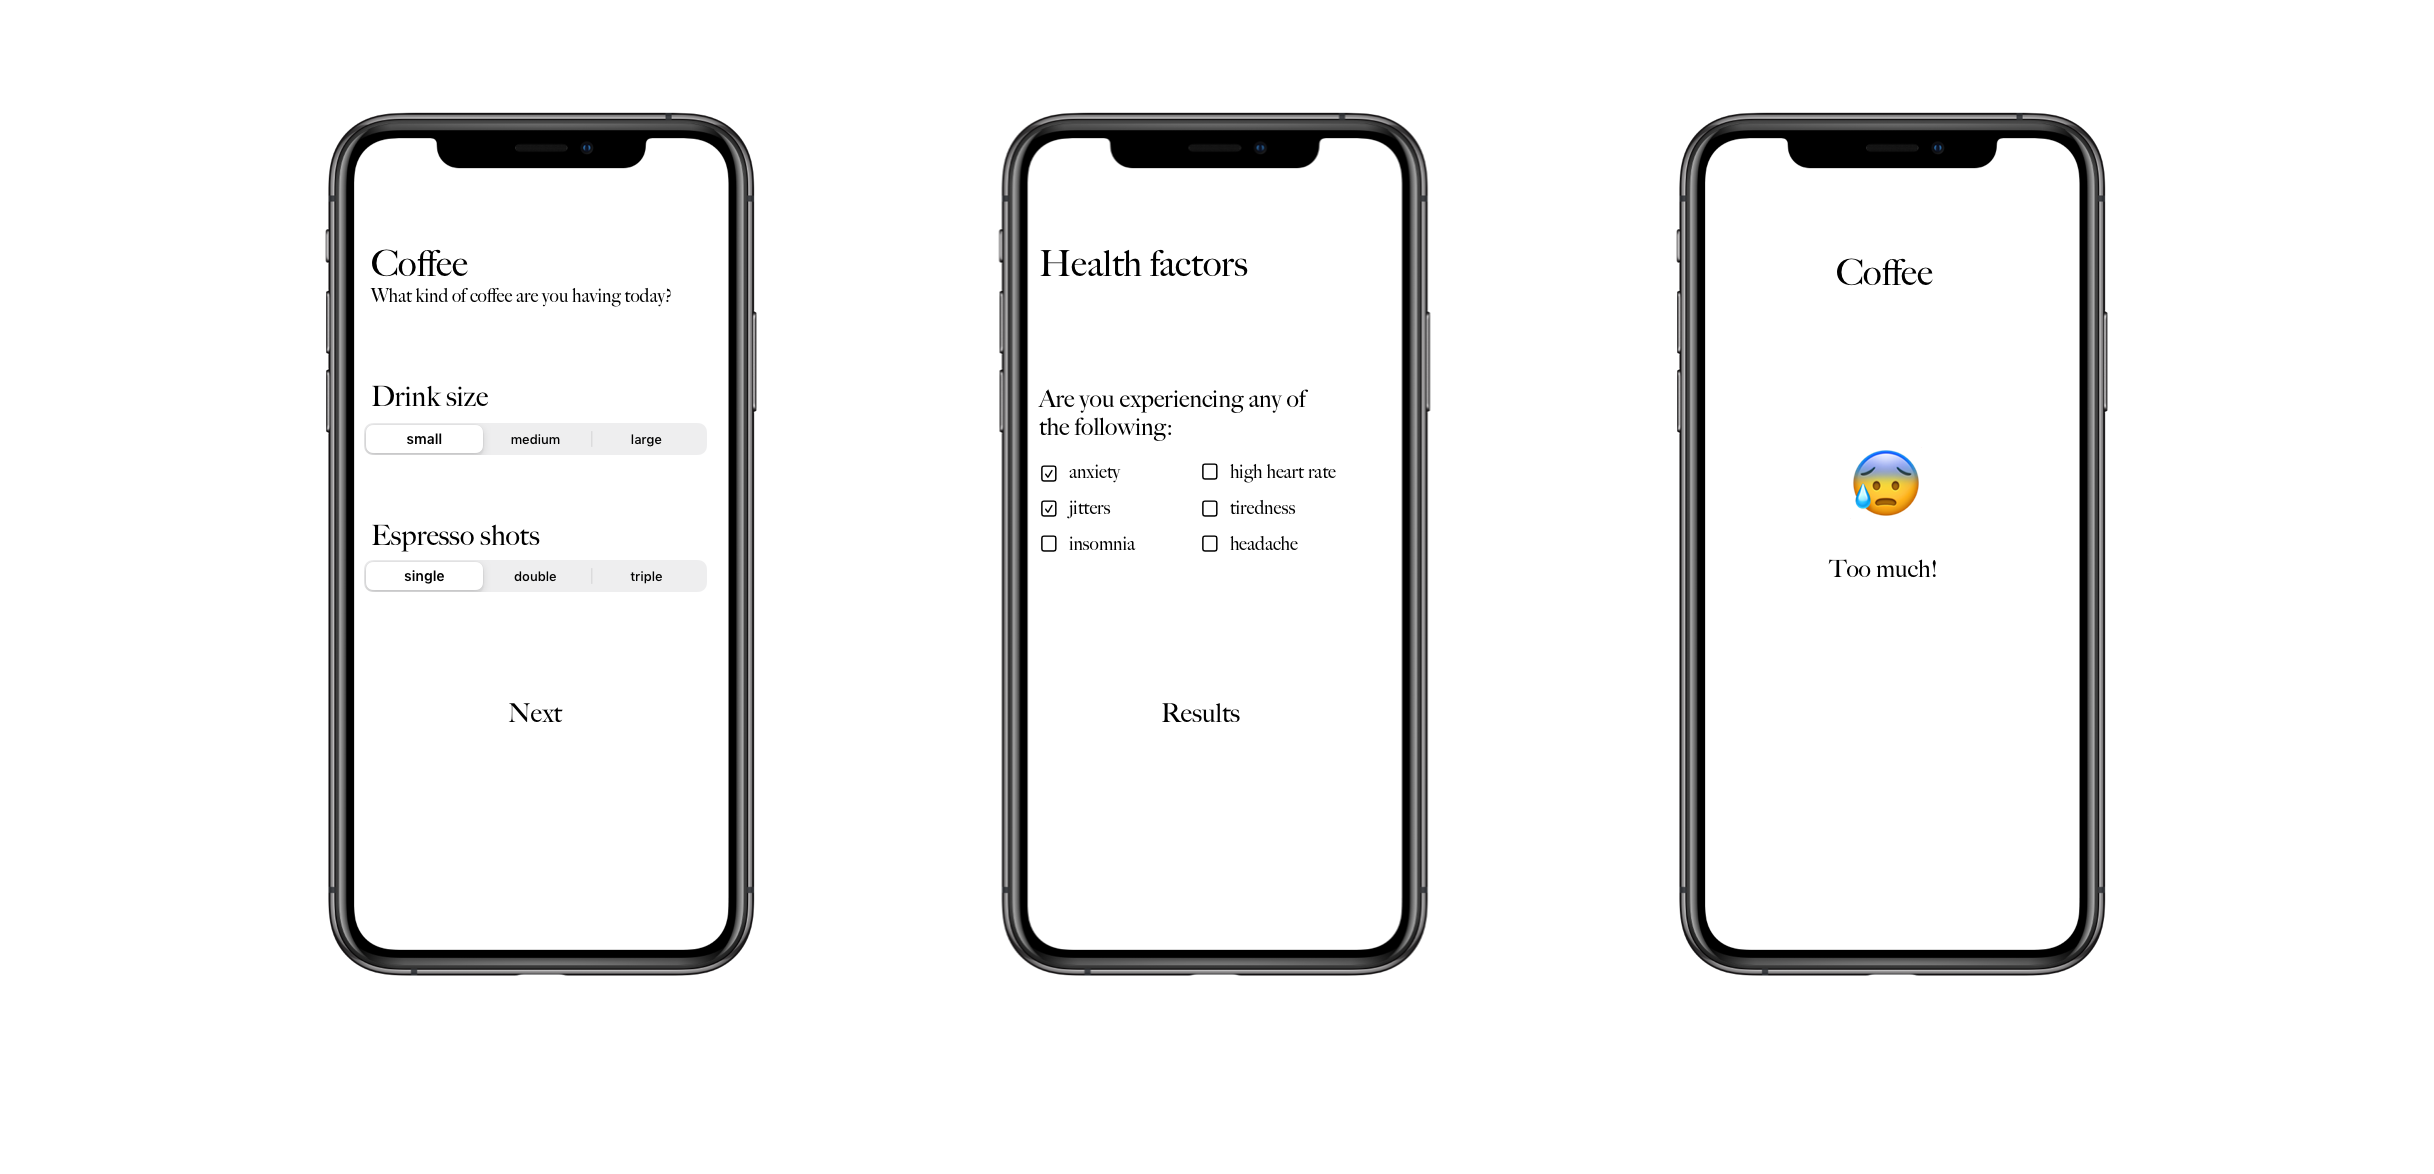 Coffee
What kind of coffee are you having today?
Drink size
small medium large
Espresso shots
single double triple
Next
Health factors
Are you experiencing any of
the following:
anxiety high heart rate
jitters tiredness
insomnia headache
Results
Coffee
Too much!